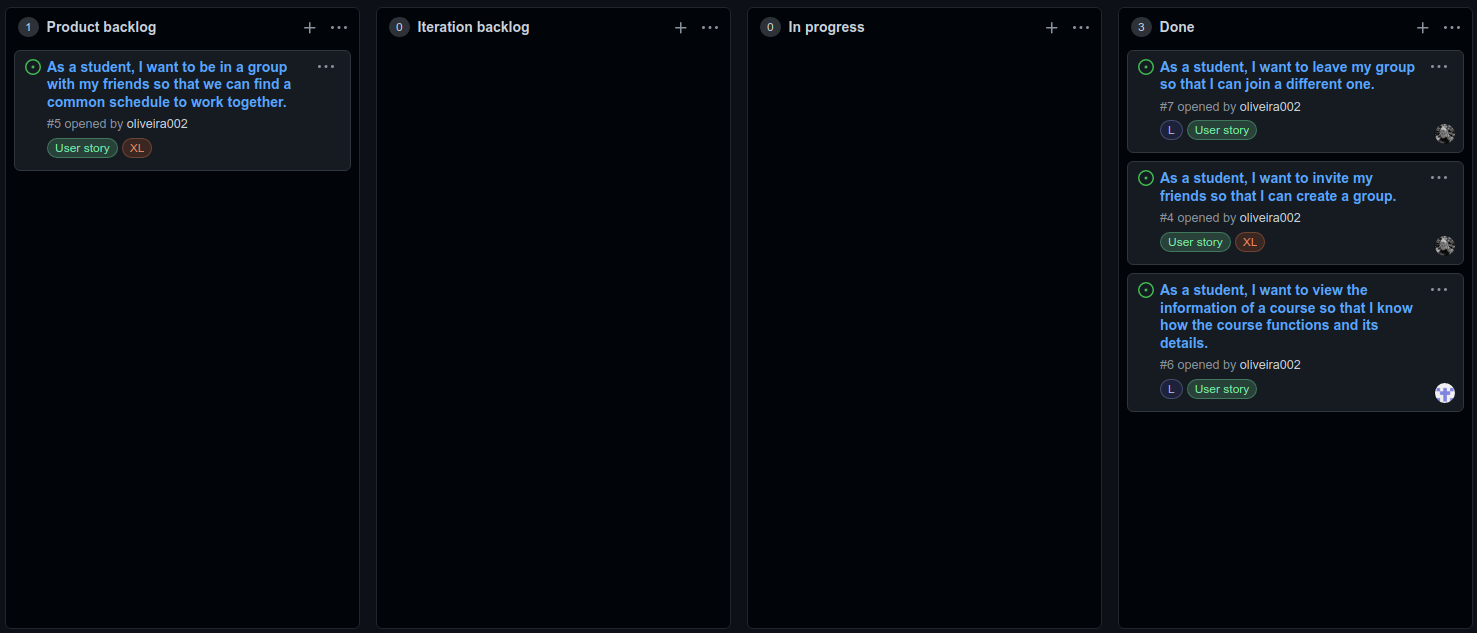 1 Product backlog
As a student, I want to be in a group
with my friends so that we can find a
common schedule to work together.
#5 opened by oliveira002
User story XL
0 Iteration backlog
0 In progress
3 Done
As a student, I want to leave my group
so that I can join a different one.
#7 opened by oliveira002
L User story
As a student, I want to invite my
friends so that I can create a group.
#4 opened by oliveira002
User story XL
As a student, I want to view the
information of a course so that I know
how the course functions and its
details.
#6 opened by oliveira002
L User story